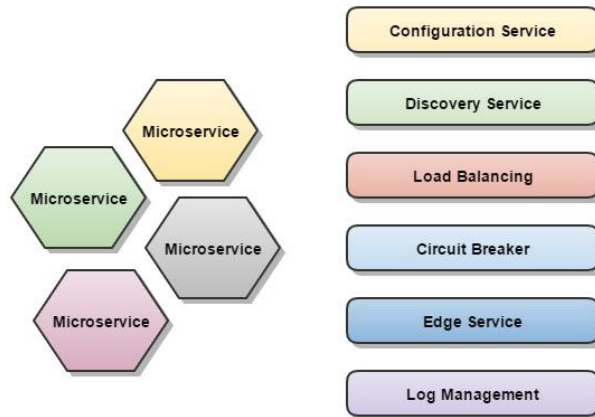 Microservice
Microservice
Microservice
Microservice
Configuration Service
Discovery Service
Load Balancing
Circuit Breaker
Edge Service
Log Management